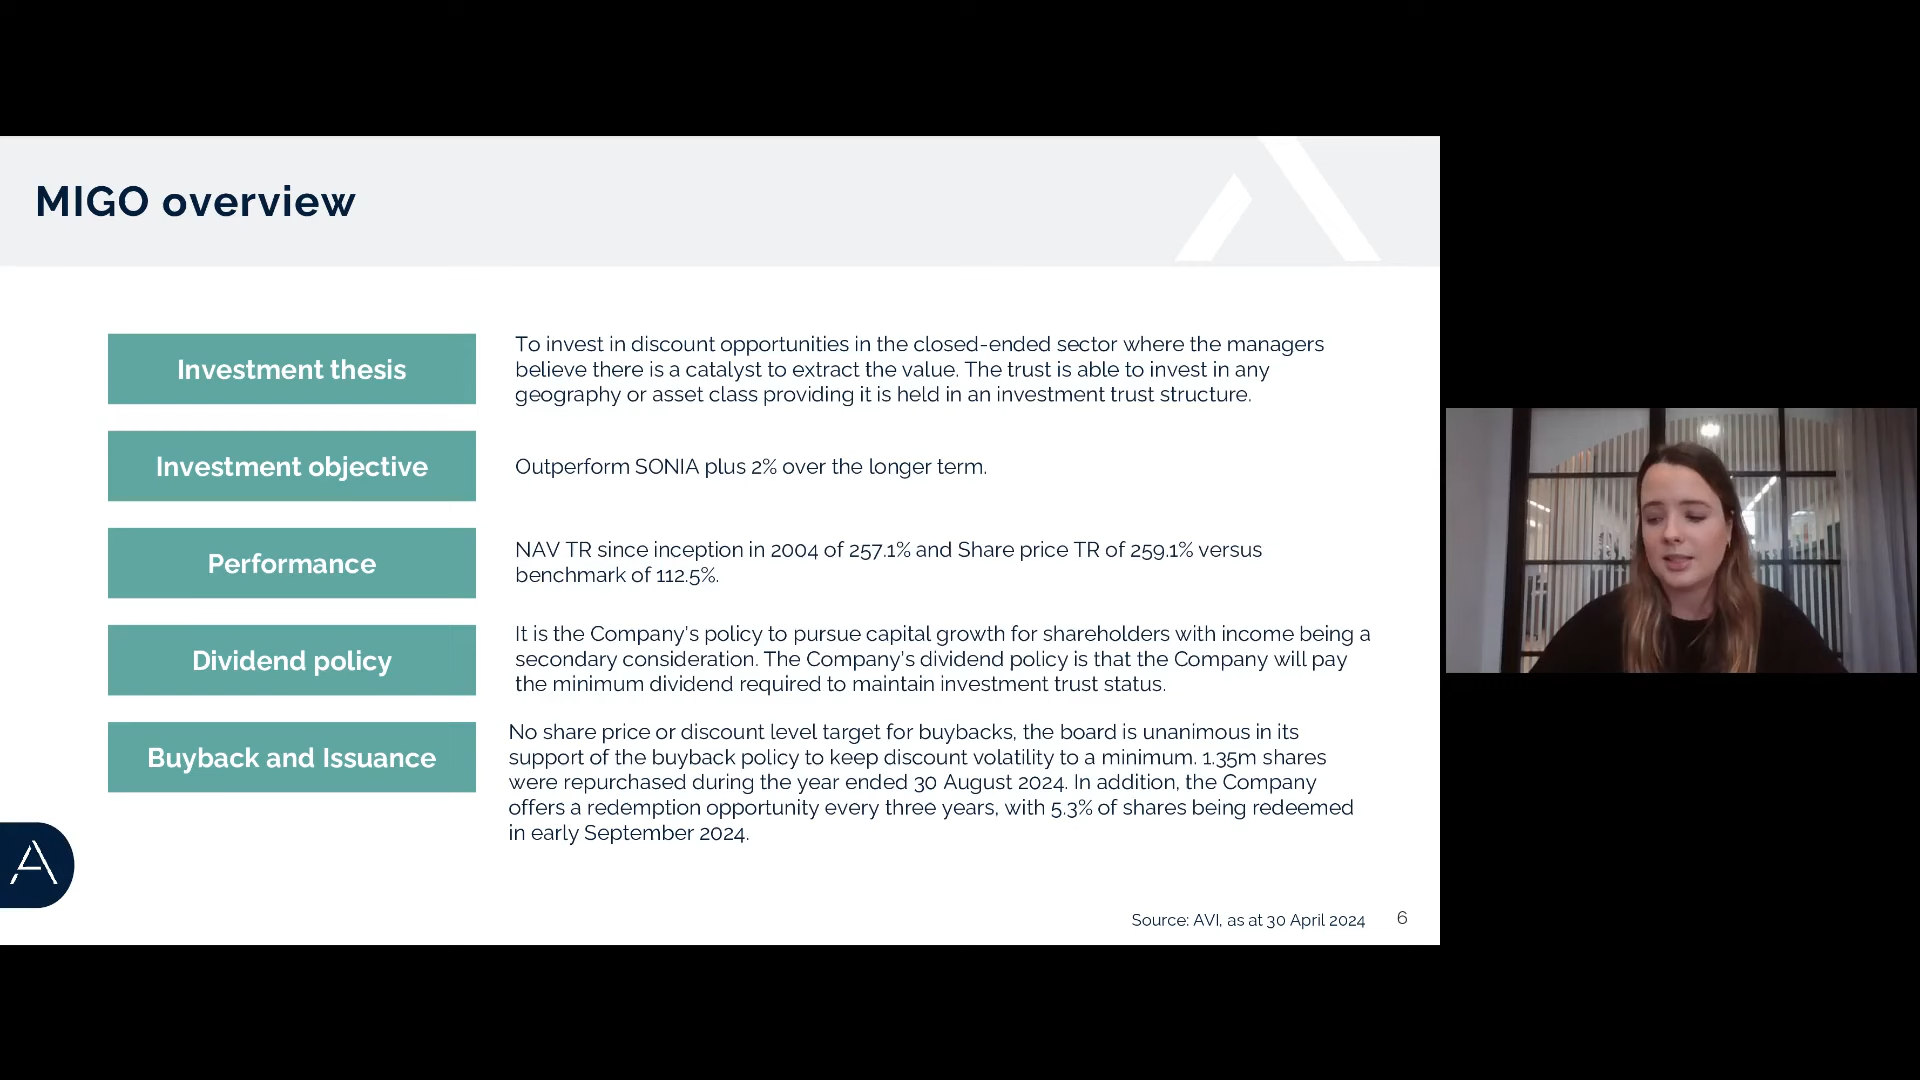 MIGO overview
Investment thesis
To invest in discount opportunities in the closed-ended sector where the managers
believe there is a catalyst to extract the value. The trust is able to invest in any
geography or asset class providing it is held in an investment trust structure.
Investment objective
Outperform SONIA plus 2% over the longer term.
Performance
NAV TR since inception in 2004 of 257.1% and Share price TR of 259.1% versus
benchmark of 112.5%.
Dividend policy
It is the Company's policy to pursue capital growth for shareholders with income being a
secondary consideration. The Company's dividend policy is that the Company will pay
the minimum dividend required to maintain investment trust status.
Buyback and Issuance
No share price or discount level target for buybacks, the board is unanimous in its
support of the buyback policy to keep discount volatility to a minimum. 1.35m shares
were repurchased during the year ended 30 August 2024. In addition, the Company
offers a redemption opportunity every three years, with 5.3% of shares being redeemed
in early September 2024.
Source: AVI, as at 30 April 2024
6